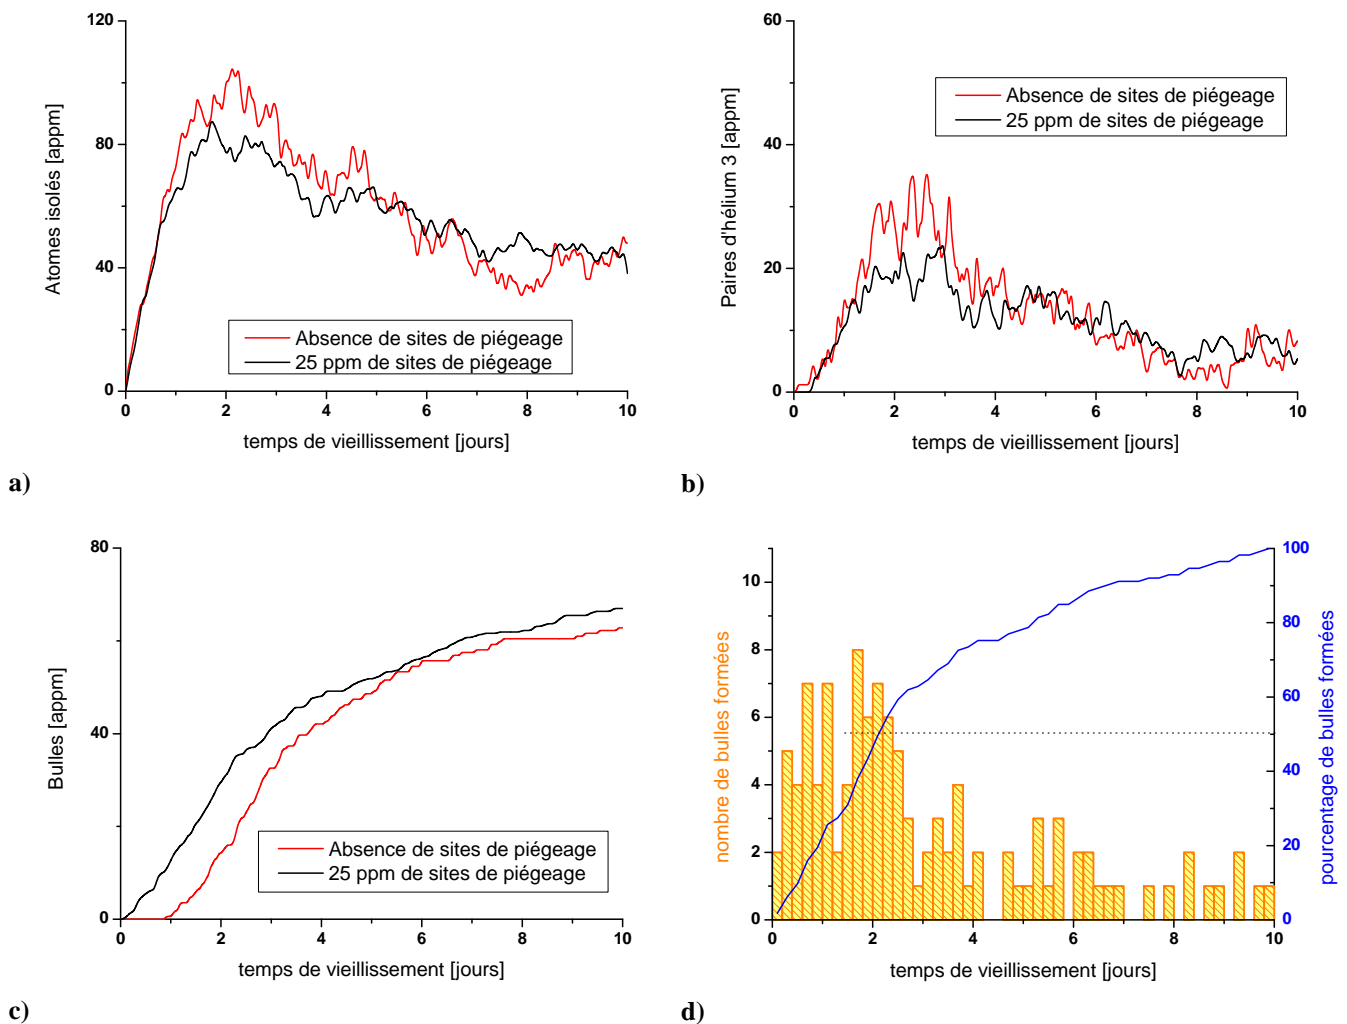 120
80
40
0
Atomes isolés [appm]
Absence de sites de piégeage
25 ppm de sites de piégeage
0 2 4 6 8 10
temps de vieillissement [jours]
a)
60
40
20
0
Paires d'hélium 3 [appm]
Absence de sites de piégeage
25 ppm de sites de piégeage
0 2 4 6 8 10
temps de vieillissement [jours]
b)
80
40
0
Bulles [appm]
Absence de sites de piégeage
25 ppm de sites de piégeage
0 2 4 6 8 10
temps de vieillissement [jours]
c)
10
8
6
4
2
0
nombre de bulles formées
100
80
60
40
20
0
pourcentage de bulles formées
0 2 4 6 8 10
temps de vieillissement [jours]
d)